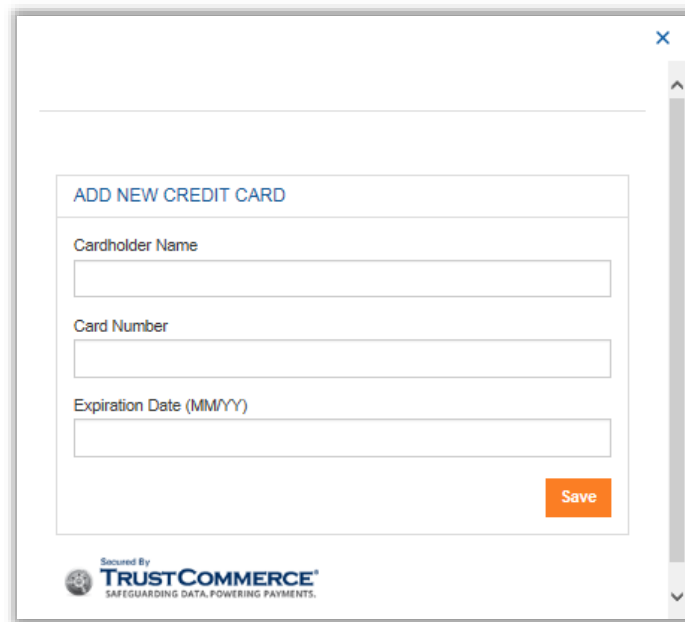 ADD NEW CREDIT CARD
Cardholder Name
Card Number
Expiration Date (MM/YY)
Save
Secured By
TRUSTCOMMERCE®
SAFEGUARDING DATA. POWERING PAYMENTS.